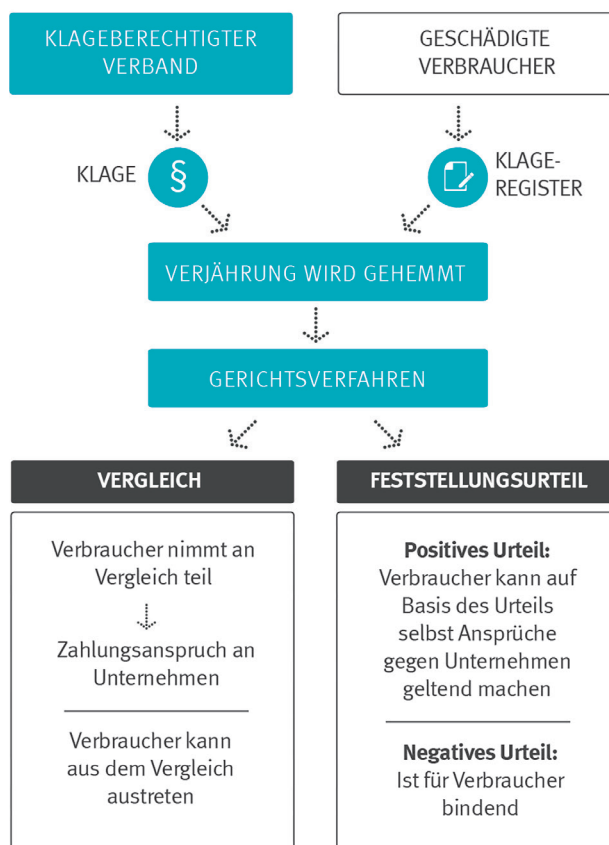 KLAGEBERECHTIGTER
VERBAND
GESCHÄDIGTE
VERBRAUCHER
KLAGE
§
KLAGE-
REGISTER
VERJÄHRUNG WIRD GEHEMMT
GERICHTSVERFAHREN
VERGLEICH
Verbraucher nimmt an
Vergleich teil
Zahlungsanspruch an
Unternehmen
Verbraucher kann
aus dem Vergleich
austreten
FESTSTELLUNGSURTEIL
Positives Urteil:
Verbraucher kann auf
Basis des Urteils
selbst Ansprüche
gegen Unternehmen
geltend machen
Negatives Urteil:
Ist für Verbraucher
bindend